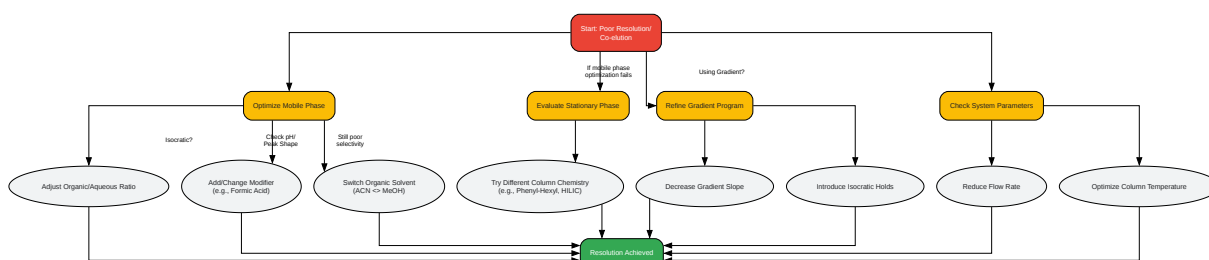 Start: Poor Resolution/
Co-elution
If mobile phase
optimization fails
Using Gradient?
Optimize Mobile Phase
Evaluate Stationary Phase
Refine Gradient Program
Check System Parameters
Isocratic?
Check pH/
Peak Shape
Still poor
selectivity
Adjust Organic/Aqueous Ratio
Add/Change Modifier
(e.g., Formic Acid)
Switch Organic Solvent
(ACN <> MeOH)
Try Different Column Chemistry
(e.g., Phenyl-Hexyl, HILIC)
Decrease Gradient Slope
Introduce Isocratic Holds
Reduce Flow Rate
Optimize Column Temperature
Resolution Achieved